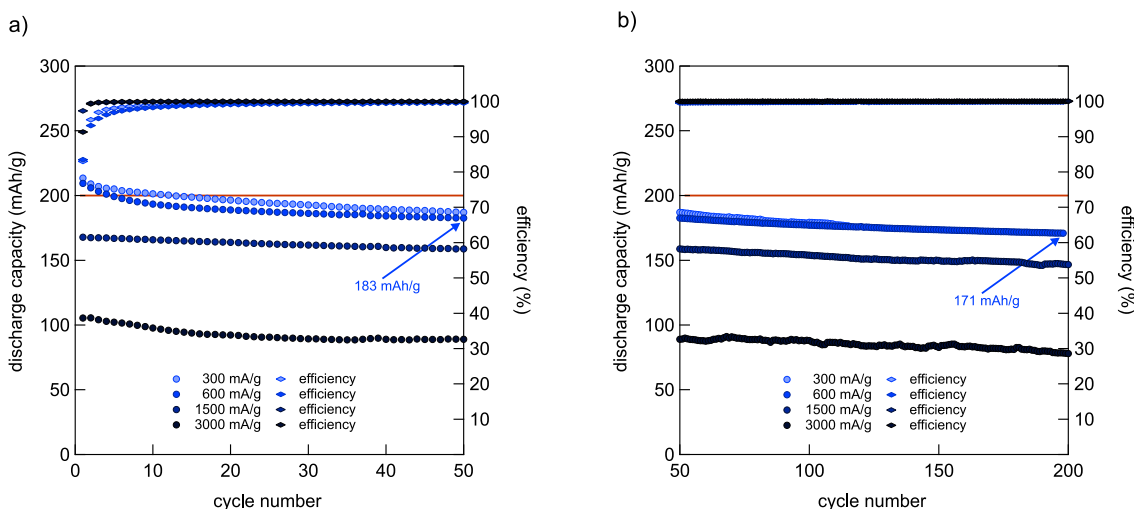 a)
300
250
200
150
100
50
0
discharge capacity (mAh/g)
100
90
80
70
60
50
40
30
20
10
0
efficiency (%)
183 mAh/g
300 mA/g efficiency
600 mA/g efficiency
1500 mA/g efficiency
3000 mA/g efficiency
0 10 20 30 40 50
cycle number
b)
300
250
200
150
100
50
0
discharge capacity (mAh/g)
100
90
80
70
60
50
40
30
20
10
0
efficiency (%)
171 mAh/g
300 mA/g efficiency
600 mA/g efficiency
1500 mA/g efficiency
3000 mA/g efficiency
50 100 150 200
cycle number